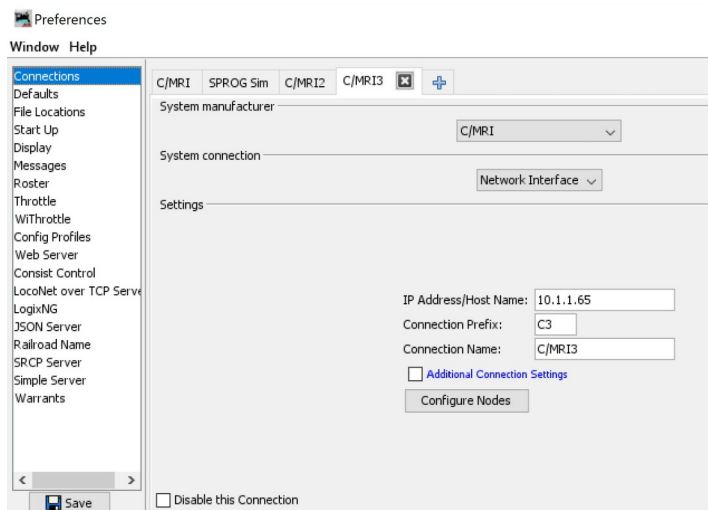 Preferences
Window Help
Connections
Defaults
File Locations
Start Up
Display
Messages
Roster
Throttle
WiThrottle
Config Profiles
Web Server
Consist Control
LocoNet over TCP Serve
LogixNG
JSON Server
Railroad Name
SRCP Server
Simple Server
Warrants
Save
C/MRI SPROG Sim C/MRI2 C/MRI3
System manufacturer
C/MRI
System connection
Network Interface
Settings
IP Address/Host Name: 10.1.1.65
Connection Prefix: C3
Connection Name: C/MRI3
Additional Connection Settings
Configure Nodes
Disable this Connection